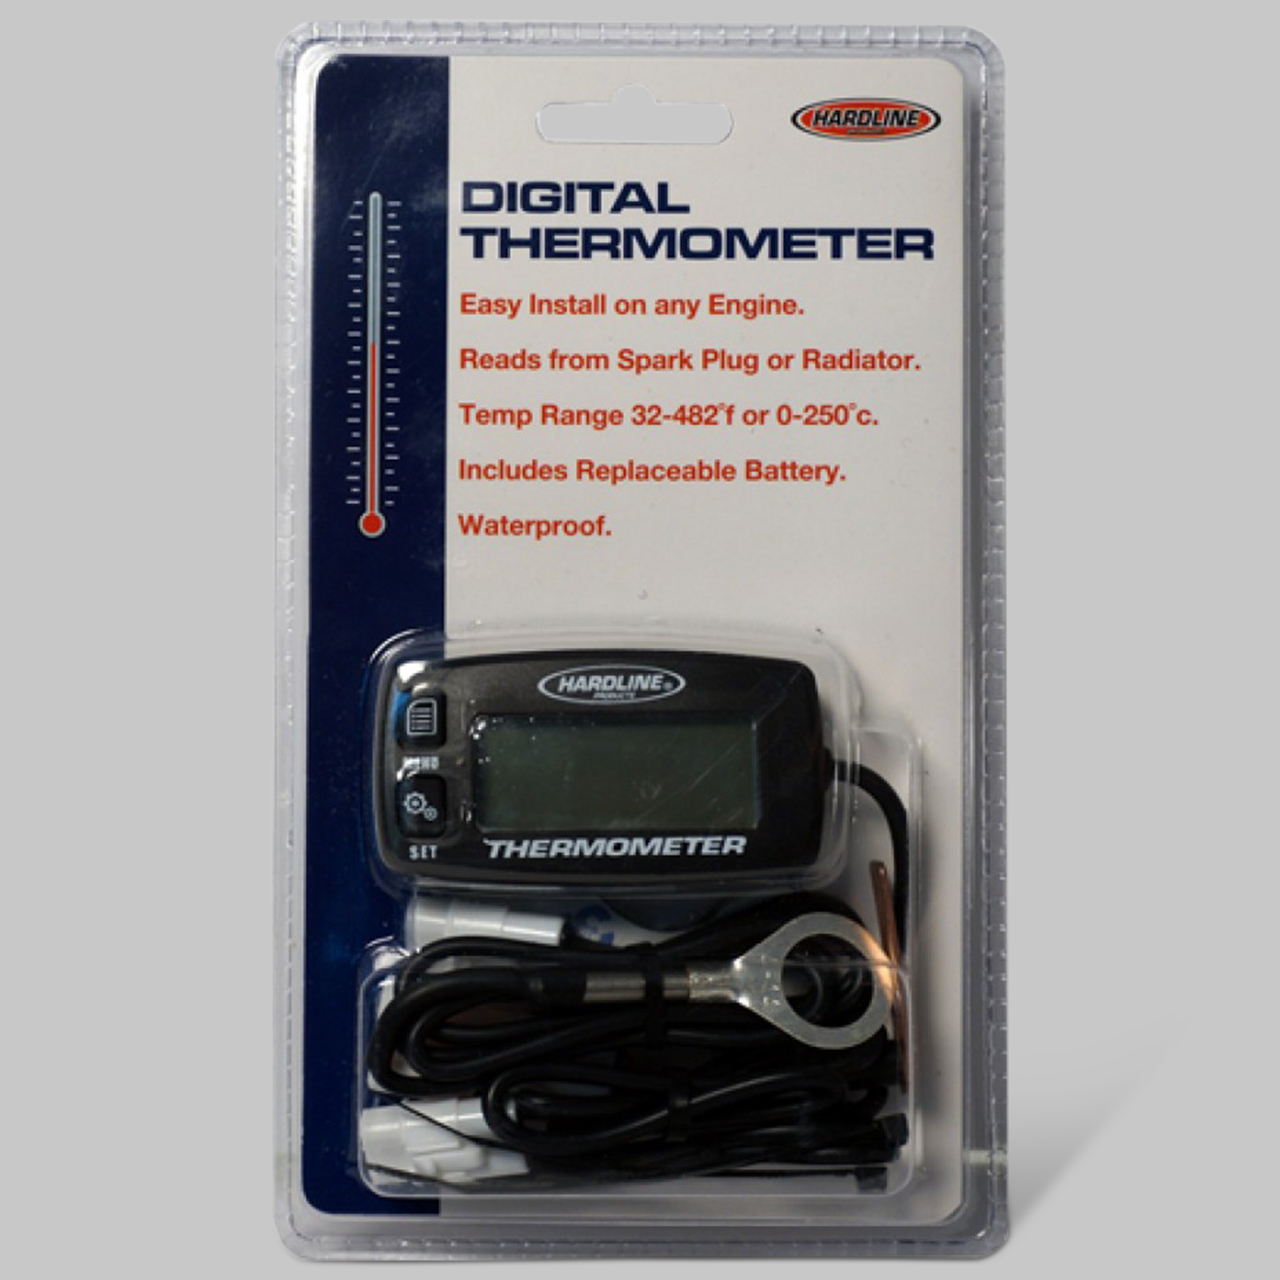 HARDLINE
DIGITAL
THERMOMETER
Easy Install on any Engine.
Reads from Spark Plug or Radiator.
Temp Range 32-482°f or 0-250°c.
Includes Replaceable Battery.
Waterproof.
HARDLINE®
PRODUCTS
SET
THERMOMETER